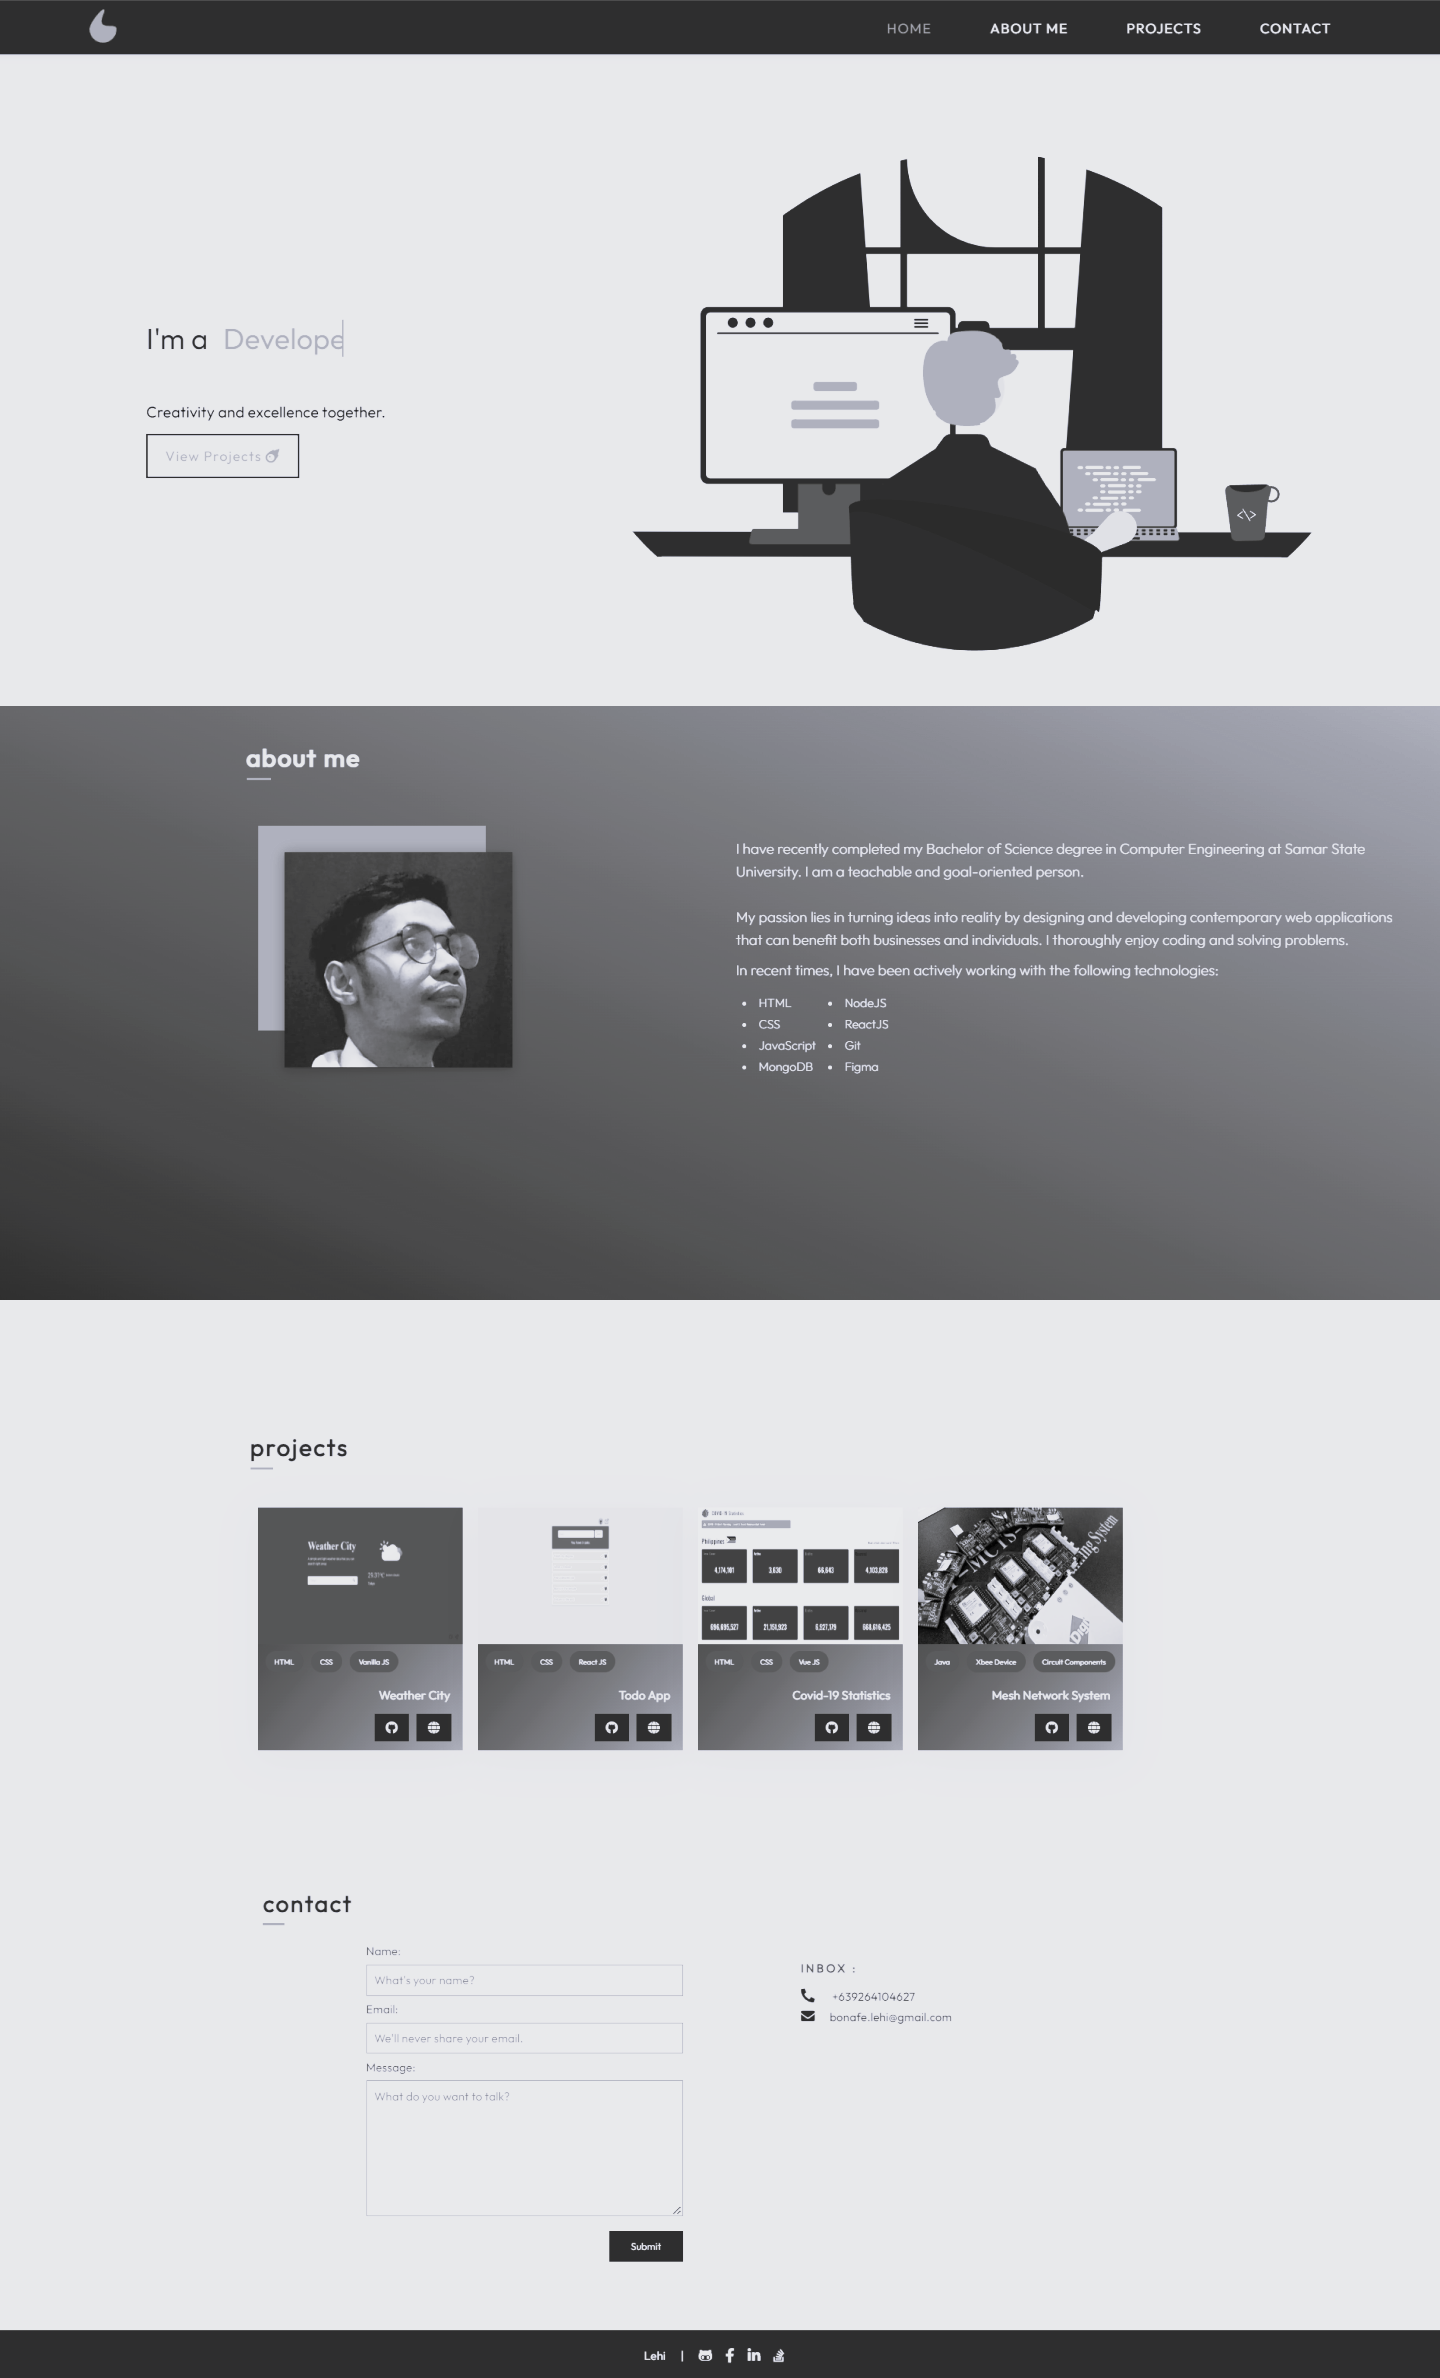 HOME
ABOUT ME
PROJECTS
CONTACT
I'm a Develope
Creativity and excellence together.
View Projects
about me
I have recently completed my Bachelor of Science degree in Computer Engineering at Samar State
University. I am a teachable and goal-oriented person.
My passion lies in turning ideas into reality by designing and developing contemporary web applications
that can benefit both businesses and individuals. I thoroughly enjoy coding and solving problems.
In recent times, I have been actively working with the following technologies:
HTML
CSS
JavaScript
MongoDB
NodeJS
ReactJS
Git
Figma
projects
Weather City
HTML CSS Vanilla JS
Weather City
HTML CSS React JS
Todo App
Philippines
4,174,181 3,630 66,643 4,103,828
Global
696,695,527 21,151,923 6,927,179 668,616,425
HTML CSS Vue JS
Covid-19 Statistics
Java Xbee Device Circuit Components
Mesh Network System
contact
Name:
What's your name?
Email:
We'll never share your email.
Message:
What do you want to talk?
Submit
INBOX :
+639264104627
bonafe.lehi@gmail.com
Lehi |